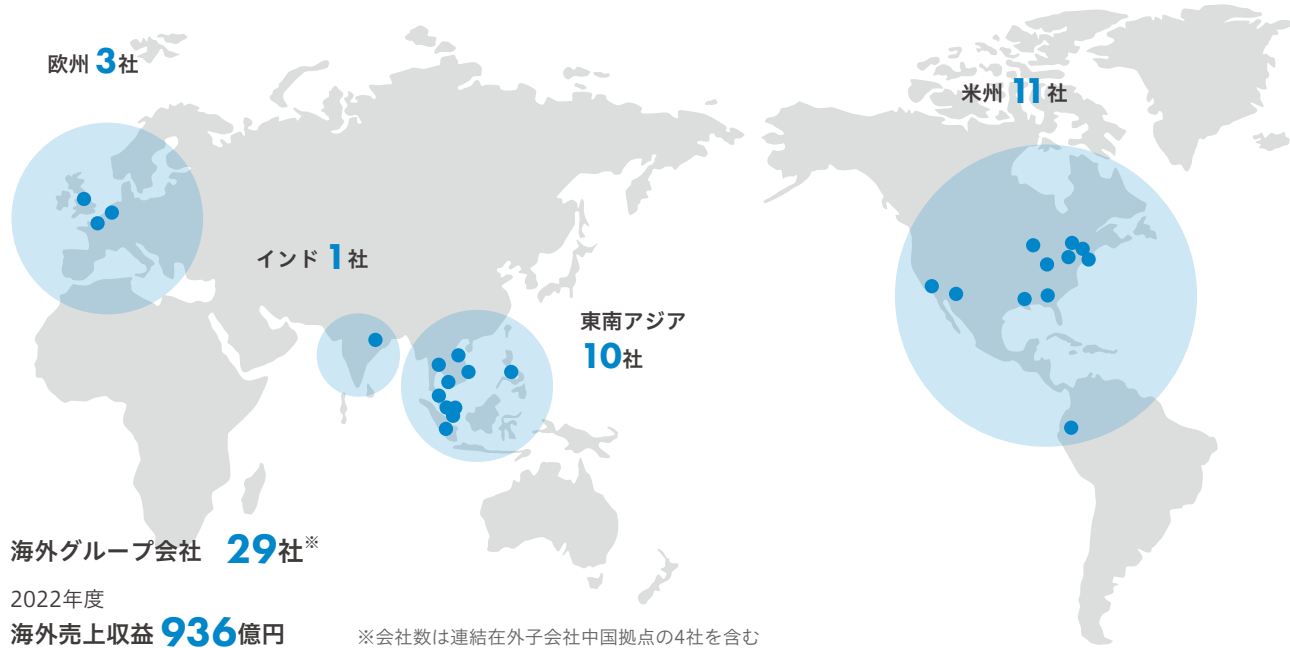 欧州 3社
米州 11社
インド 1社
東南アジア
10社
海外グループ会社 29社※
2022年度
海外売上収益 936億円
※会社数は連結在外子会社中国拠点の4社を含む